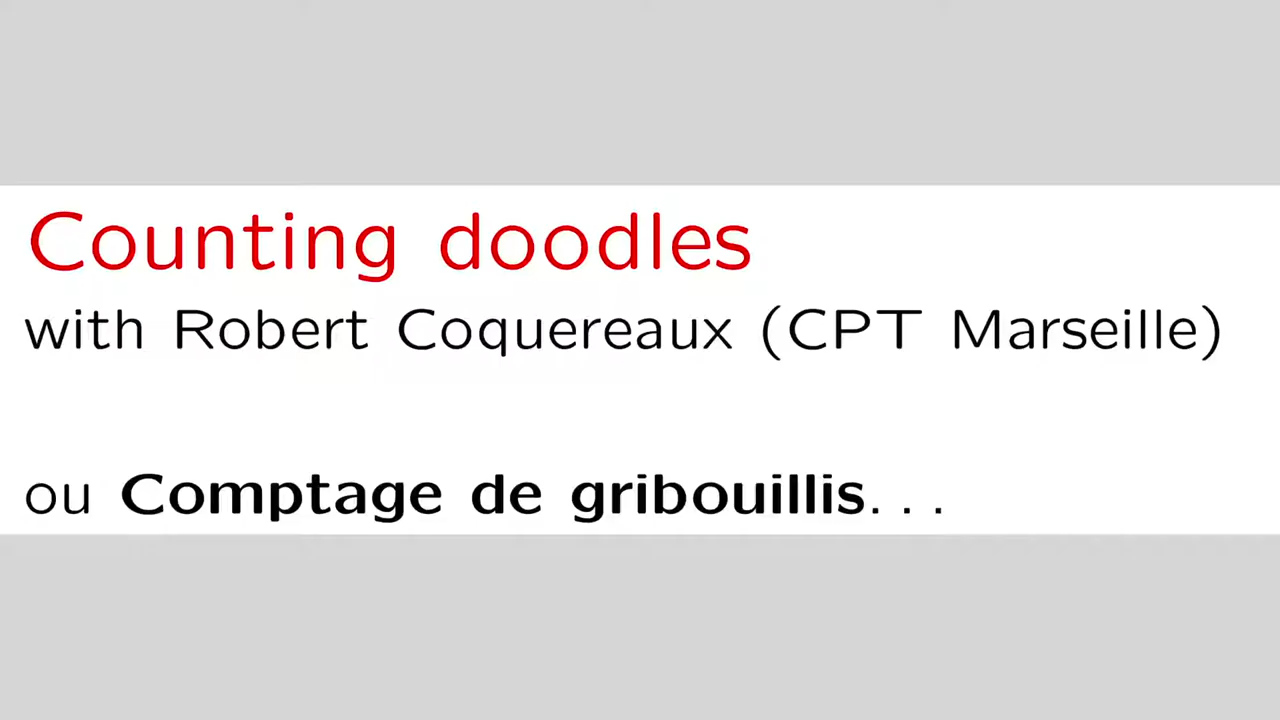 Counting doodles
with Robert Coquereaux (CPT Marseille)
ou Comptage de gribouillis. . .